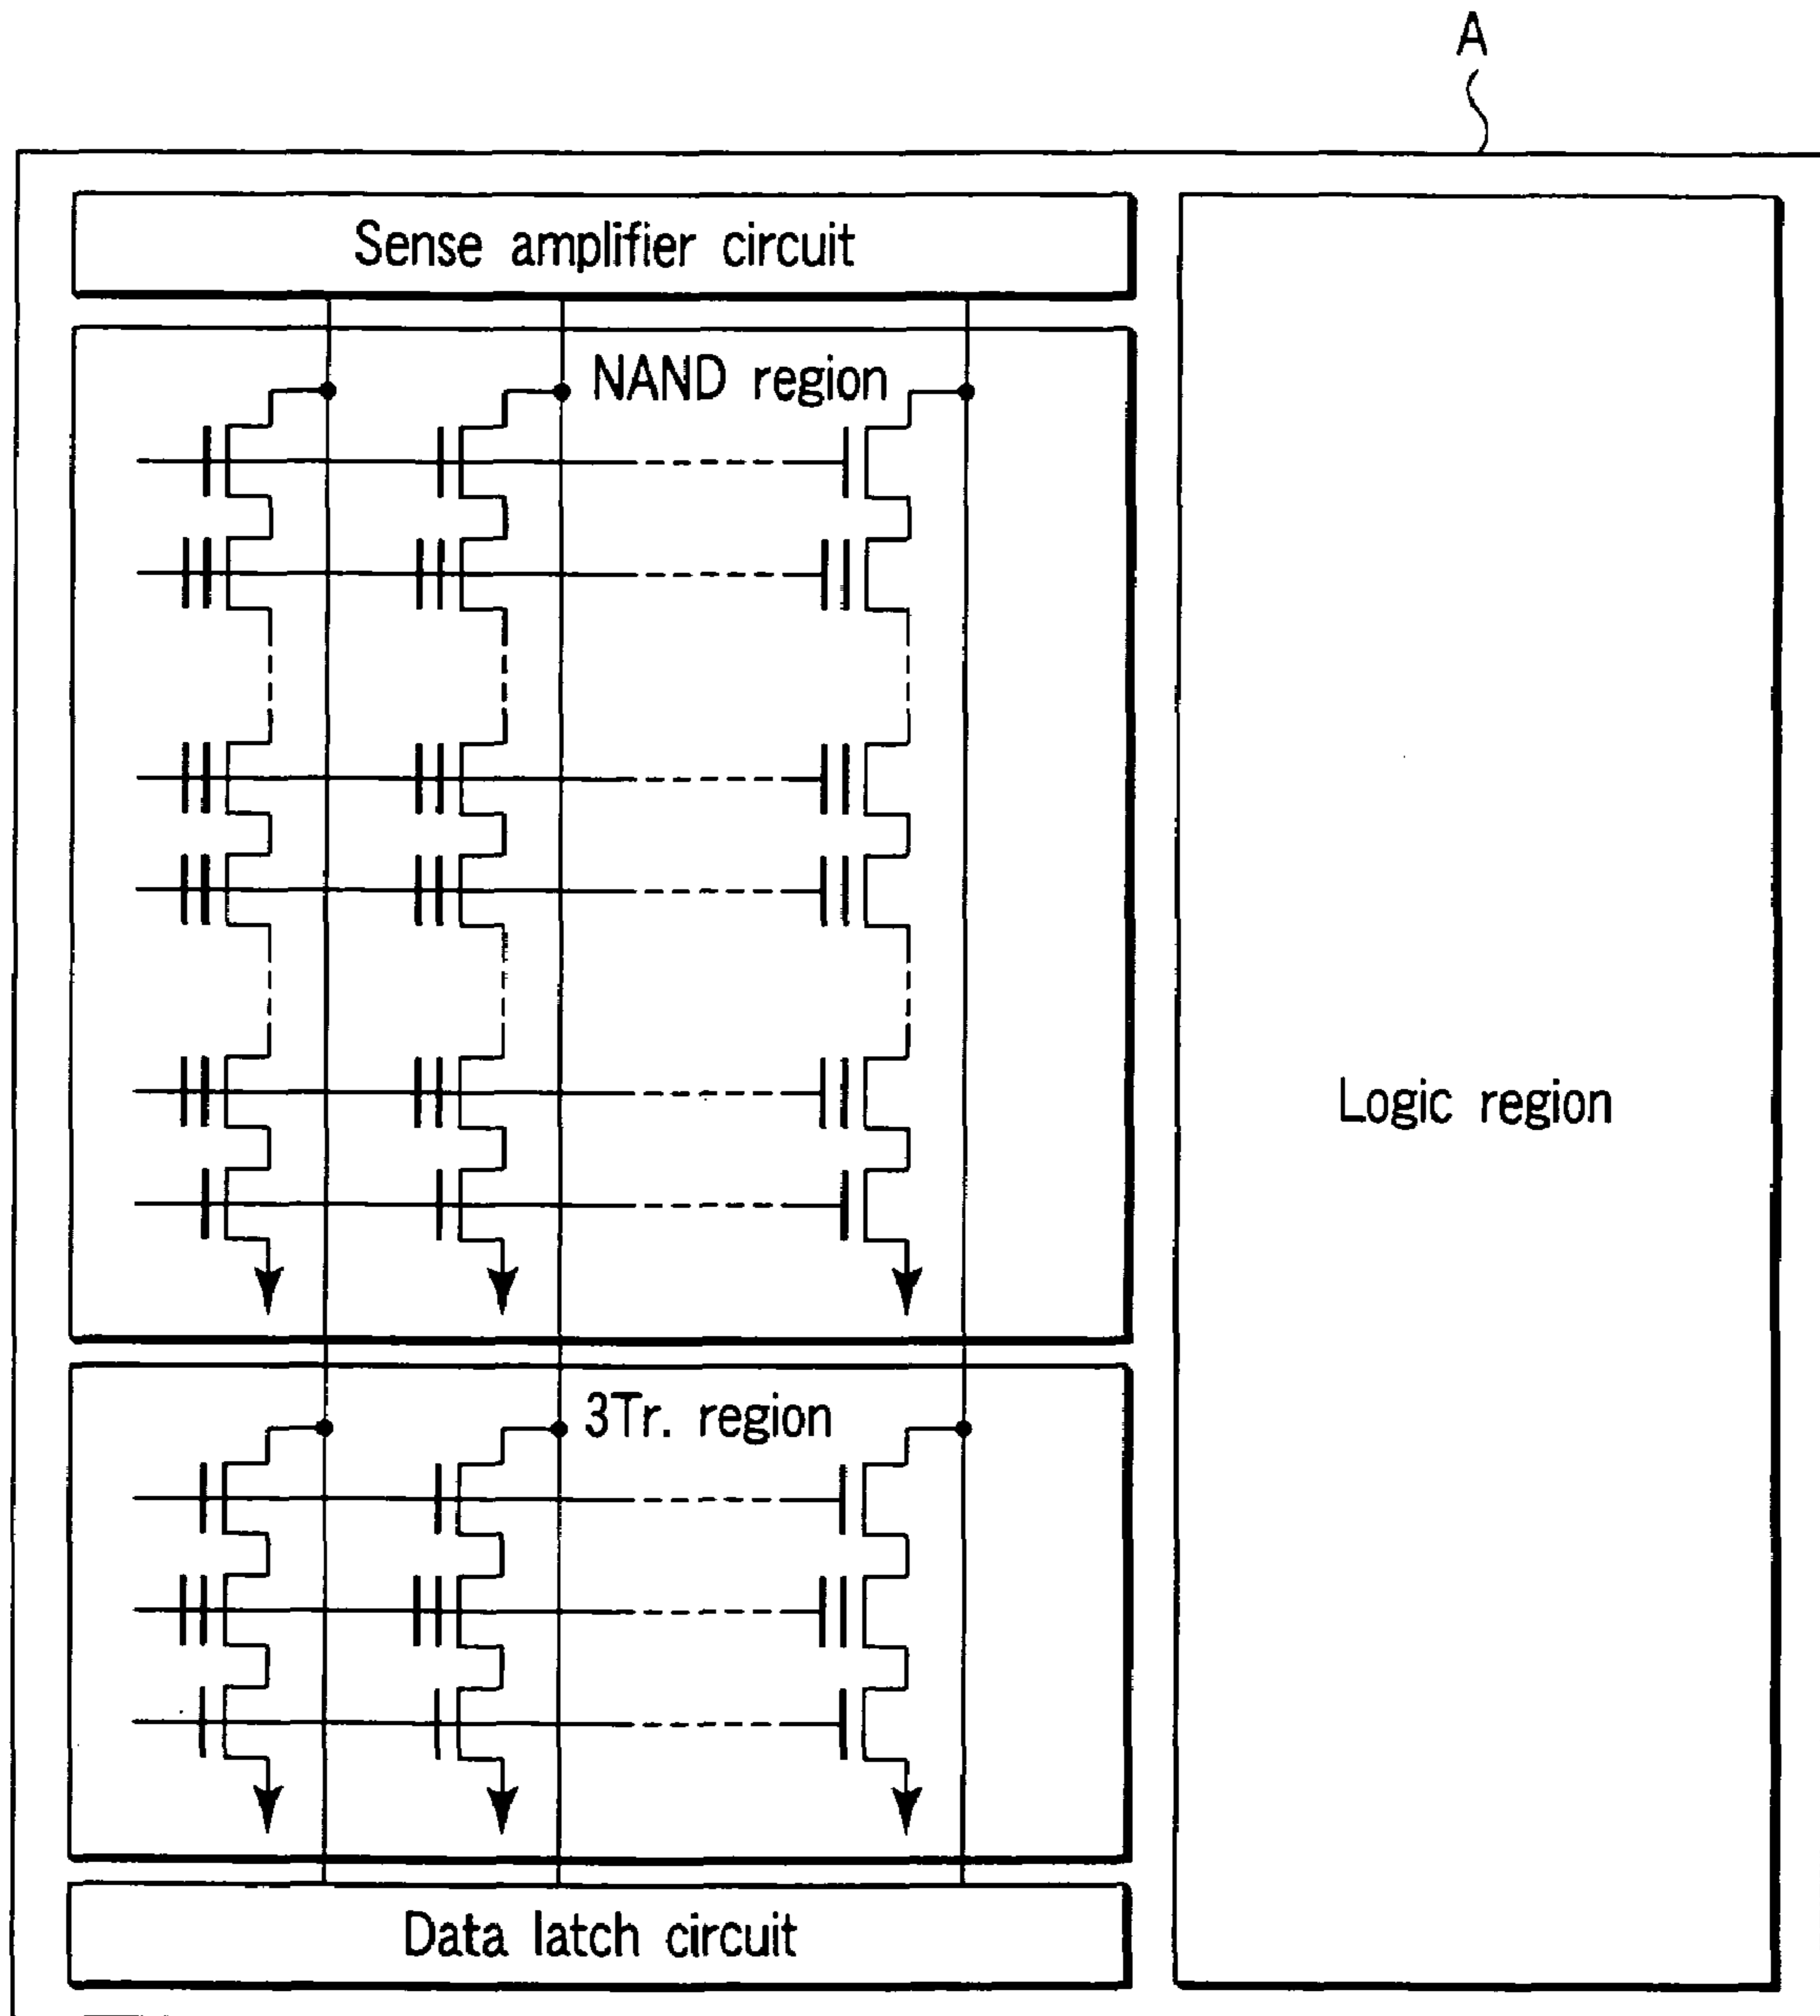 A
Sense amplifier circuit
NAND region
Logic region
3Tr. region
Data latch circuit